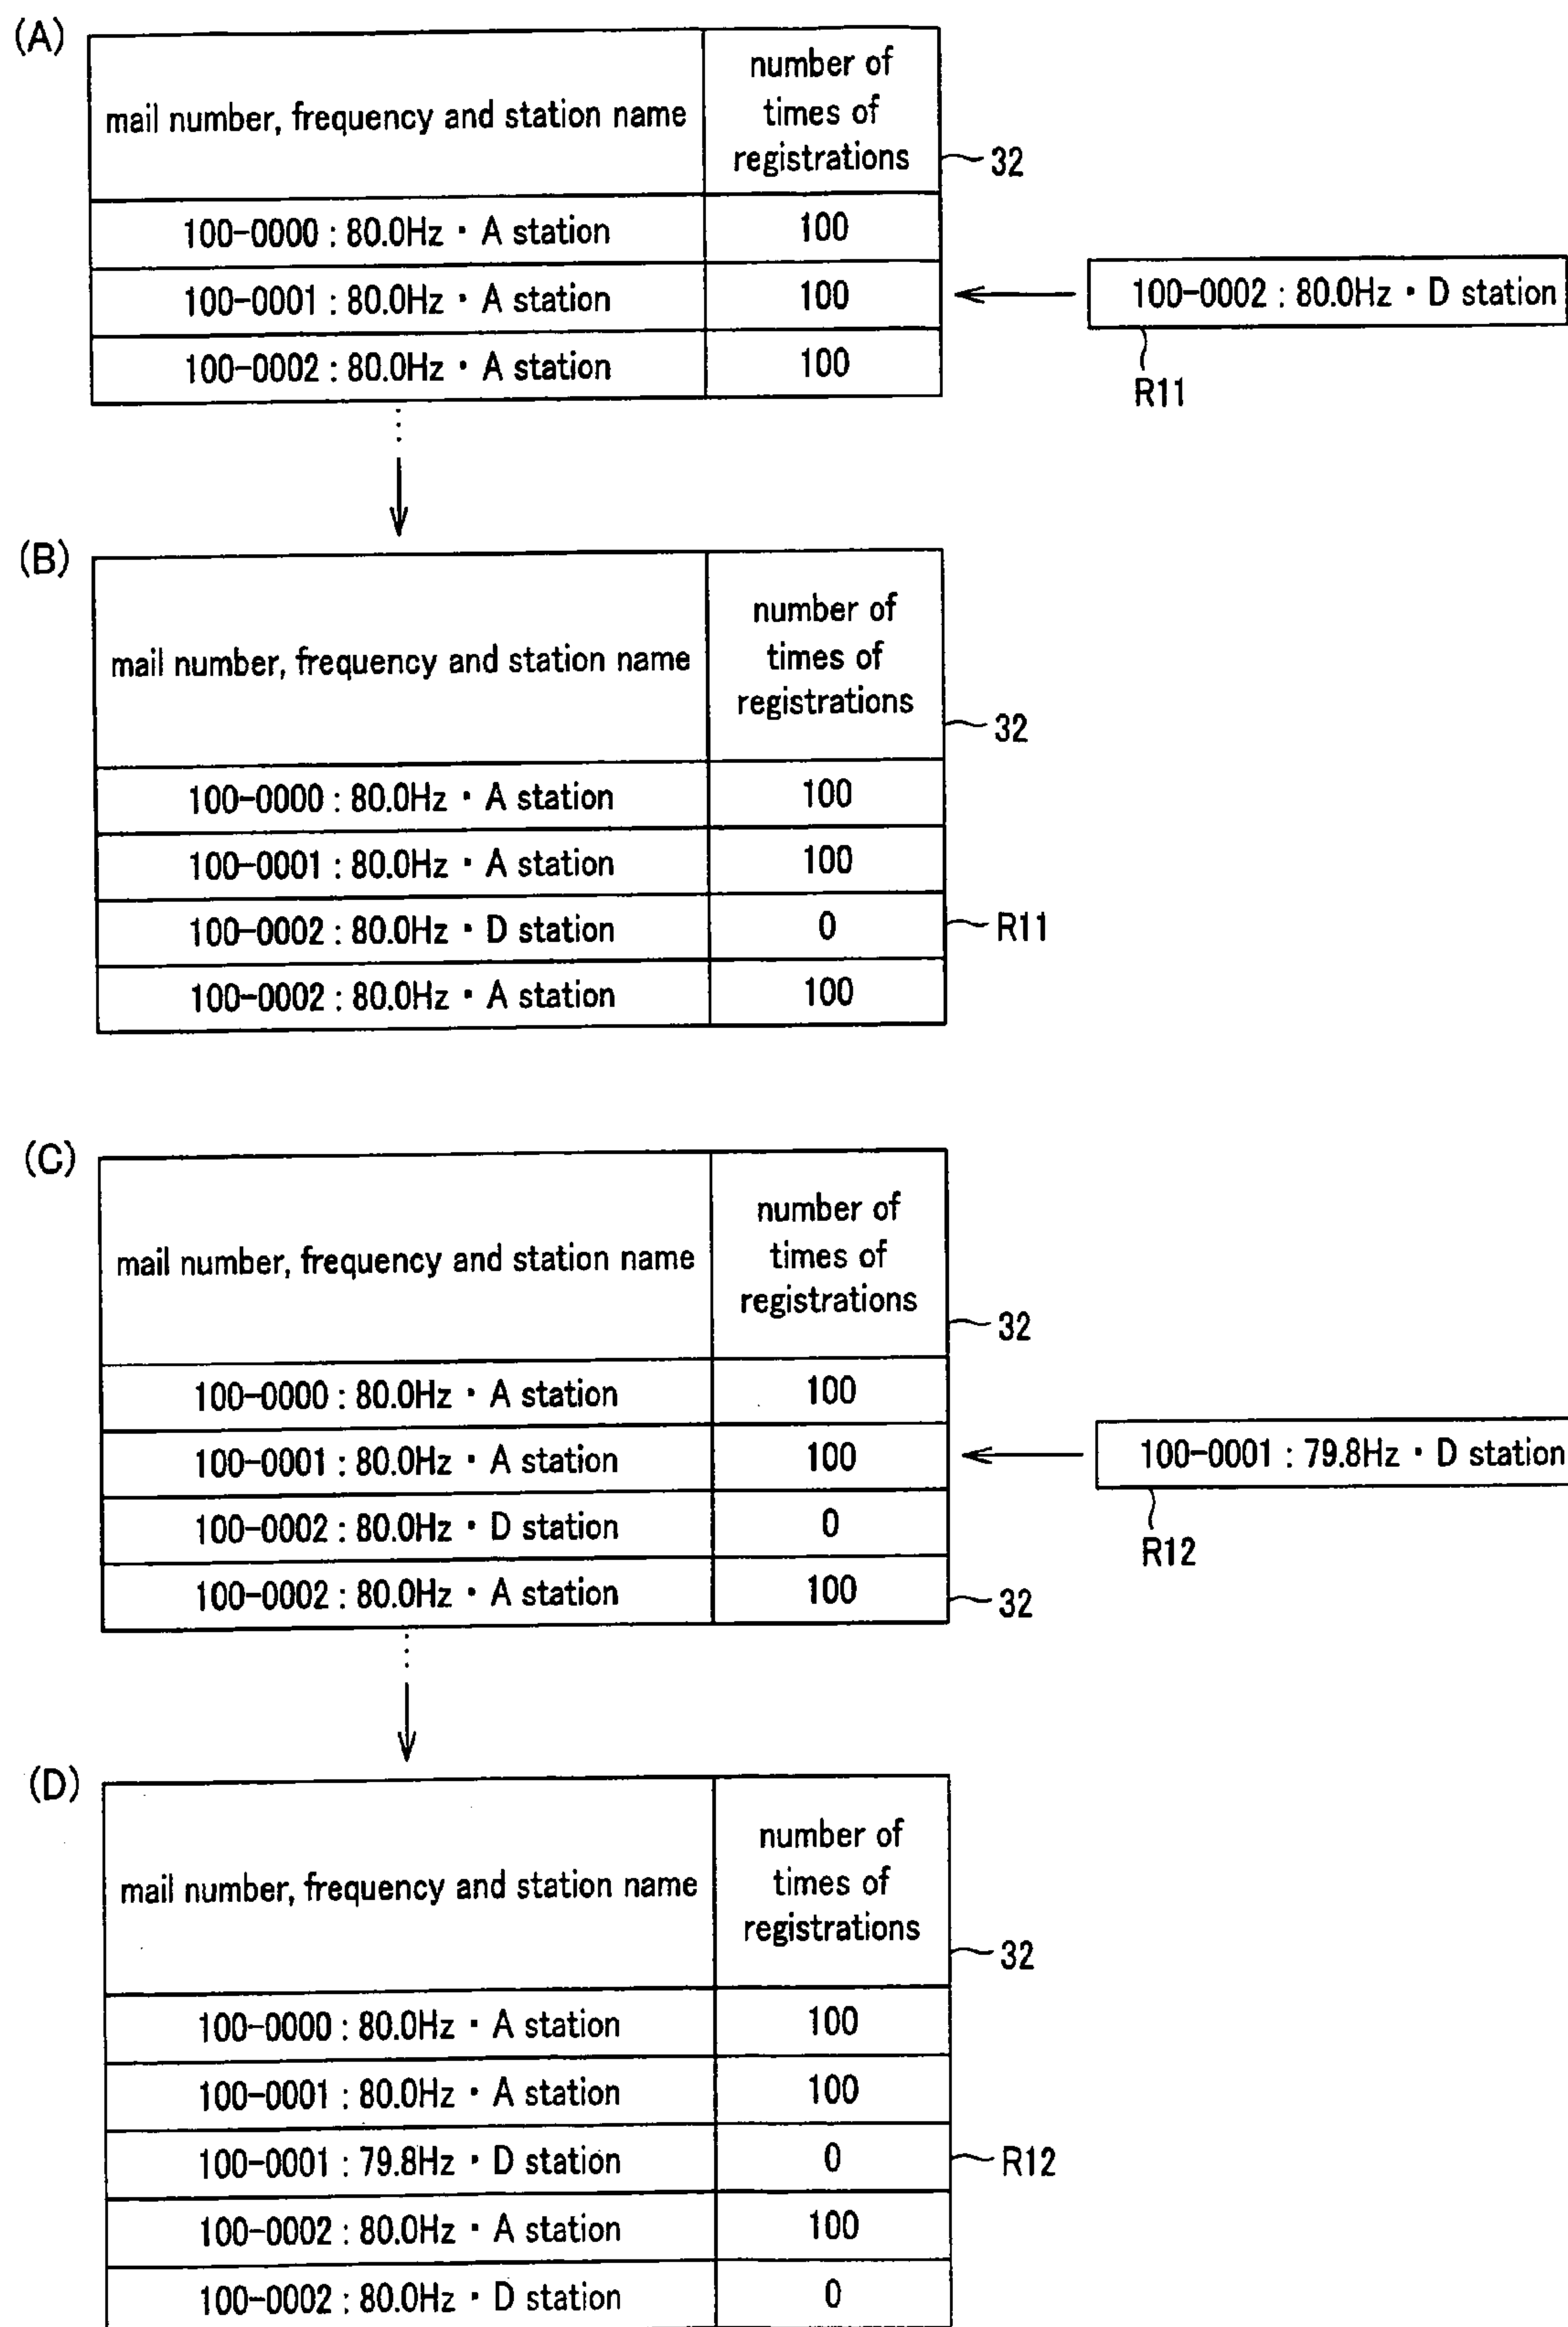 (A)
mail number, frequency and station name
number of
times of
registrations
32
100-0000 : 80.0Hz・A station
100
100-0001 : 80.0Hz・A station
100
100-0002 : 80.0Hz・D station
R11
100-0002 : 80.0Hz・A station
100
(B)
mail number, frequency and station name
number of
times of
registrations
32
100-0000 : 80.0Hz・A station
100
100-0001 : 80.0Hz・A station
100
100-0002 : 80.0Hz・D station
0
R11
100-0002 : 80.0Hz・A station
100
(C)
mail number, frequency and station name
number of
times of
registrations
32
100-0000 : 80.0Hz・A station
100
100-0001 : 80.0Hz・A station
100
100-0001 : 79.8Hz・D station
R12
100-0002 : 80.0Hz・D station
0
100-0002 : 80.0Hz・A station
100
32
(D)
mail number, frequency and station name
number of
times of
registrations
32
100-0000 : 80.0Hz・A station
100
100-0001 : 80.0Hz・A station
100
100-0001 : 79.8Hz・D station
0
R12
100-0002 : 80.0Hz・A station
100
100-0002 : 80.0Hz・D station
0